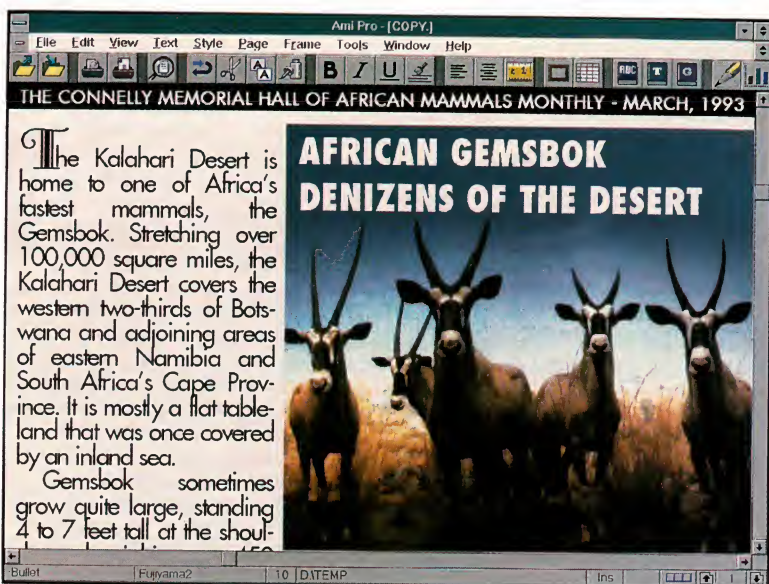 Ami Pro - [COPY.]
File Edit View Text Style Page Frame Tools Window Help
B I U ABC T G
THE CONNELLY MEMORIAL HALL OF AFRICAN MAMMALS MONTHLY - MARCH, 1993
The Kalahari Desert is
home to one of Africa's
fastest mammals, the
Gemsbok. Stretching over
100,000 square miles, the
Kalahari Desert covers the
western two-thirds of Bots-
wana and adjoining areas
of eastern Namibia and
South Africa's Cape Prov-
ince. It is mostly a flat table-
land that was once covered
by an inland sea.
Gemsbok sometimes
grow quite large, standing
4 to 7 feet tall at the shoul-
AFRICAN GEMSBOK
DENIZENS OF THE DESERT
Bullet Fujiyama2 10 D:\TEMP Ins